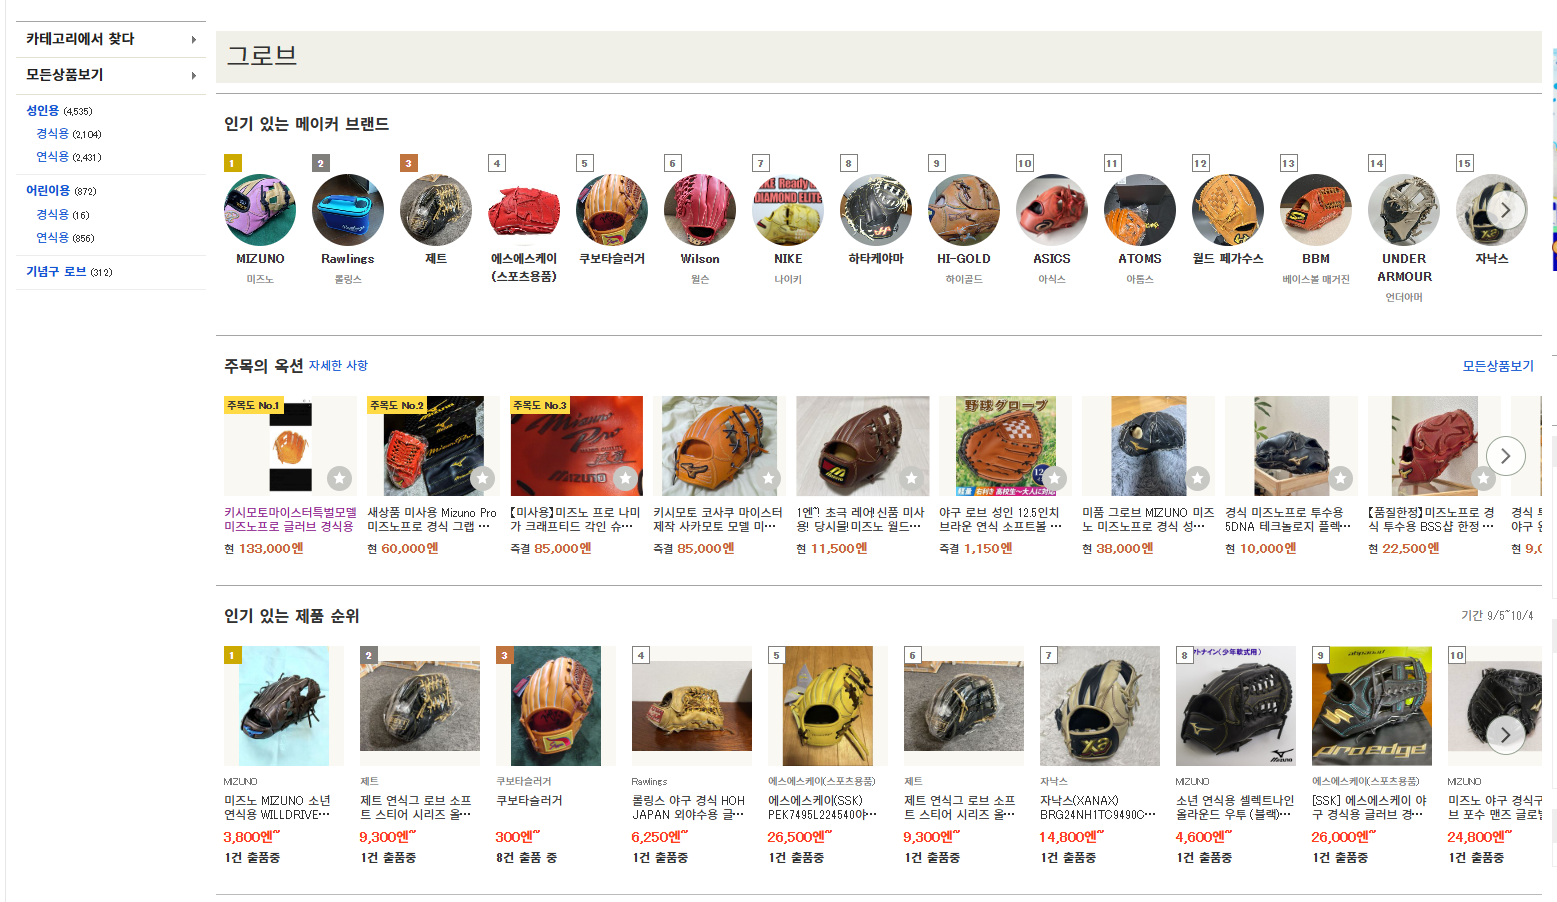 카테고리에서 찾다
모든상품보기
성인용 (4,535)
경식용 (2,104)
연식용 (2,431)
어린이용 (872)
경식용 (16)
연식용 (856)
기념구 로브 (312)
그로브
인기 있는 메이커 브랜드
1 2 3 4 5 6 7 8 9 10 11 12 13 14 15
MIZUNO
미즈노
Rawlings
롤링스
제트
에스에스케이
(스포츠용품)
쿠보타슬러거
Wilson
윌슨
NIKE
나이키
하타케야마
HI-GOLD
하이골드
ASICS
아식스
ATOMS
아톰스
월드 페가수스
BBM
베이스볼 매거진
UNDER
ARMOUR
언더아머
자낙스
주목의 옥션 자세한 사항
모든상품보기
주목도 No.1
키시모토마이스터특별모델
미즈노프로 글러브 경식용
현 133,000엔
주목도 No.2
새상품 미사용 Mizuno Pro
미즈노프로 경식 그랩 ⋯
현 60,000엔
주목도 No.3
Mizuno Pro
MIZUNO
【미사용】미즈노 프로 나미
가 크래프티드 각인 슈⋯
즉결 85,000엔
키시모토 코사쿠 마이스터
제작 사카모토 모델 미⋯
즉결 85,000엔
1엔~! 초극 레어!신품 미사
용! 당시물!미즈노 월드⋯
현 11,500엔
野球グローブ
軽量 右利き 高校生～大人に対応
야구 로브 성인 12.5인치
브라운 연식 소프트볼 ⋯
즉결 1,150엔
미품 그로브 MIZUNO 미즈
노 미즈노프로 경식 성⋯
현 38,000엔
경식 미즈노프로 투수용
5DNA 테크놀로지 플렉⋯
현 10,000엔
【품질한정】미즈노프로 경
식 투수용 BSS샵 한정 ⋯
현 22,500엔
경식 투
야구 
현 9,0
인기 있는 제품 순위
기간 9/5~10/4
1
MIZUNO
미즈노 MIZUNO 소년
연식용 WILLDRIVE⋯
3,800엔~
1건 출품중
2
제트
제트 연식그 로브 소프
트 스티어 시리즈 올⋯
9,300엔~
1건 출품중
3
쿠보타슬러거
쿠보타슬러거
300엔~
8건 출품 중
4
Rawlings
롤링스 야구 경식 HOH
JAPAN 외야수용 글⋯
6,250엔~
1건 출품중
5
에스에스케이(스포츠용품)
에스에스케이(SSK)
PEK7495L224540야⋯
26,500엔~
1건 출품중
6
제트
제트 연식그 로브 소프
트 스티어 시리즈 올⋯
9,300엔~
1건 출품중
7
자낙스
자낙스(XANAX)
BRG24NH1TC9490C⋯
14,800엔~
1건 출품중
8
クトナイン（少年軟式用）
MIZUNO
소년 연식용 셀렉트나인
올라운드 우투 (블랙)⋯
4,600엔~
1건 출품중
9
proedge
에스에스케이(스포츠용품)
[SSK] 에스에스케이 야
구 경식용 글러브 경⋯
26,000엔~
1건 출품중
10
MIZUNO
미즈노 야구 경식구
브 포수 맨즈 글로벌
24,800엔~
1건 출품중